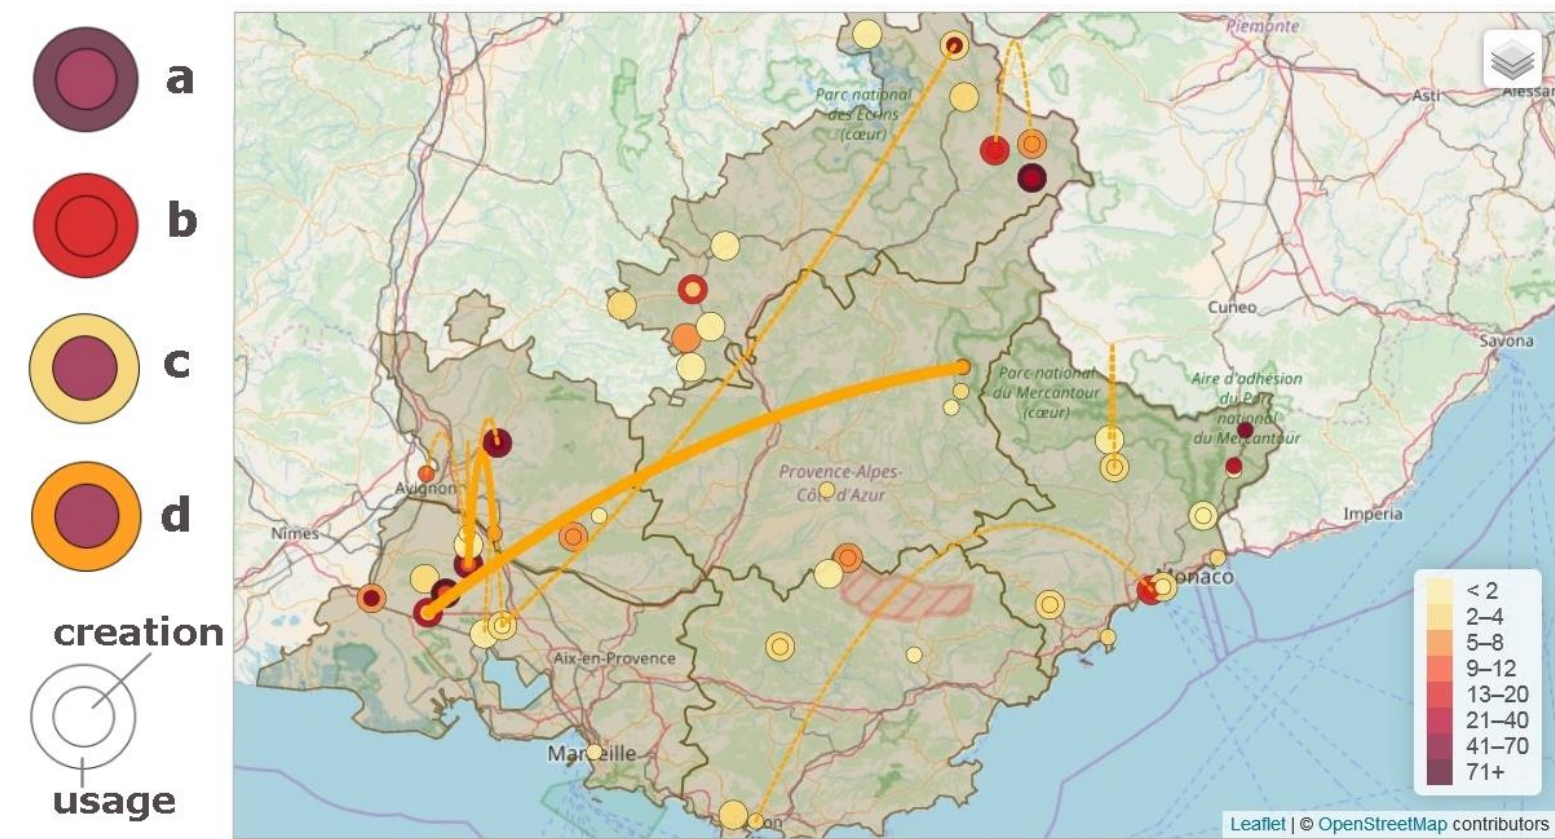 a
b
c
d
creation
usage
Piemonte
Asti
Parc national
des Écrins
(cœur)
Cuneo
Savona
Parc national
du Mercantour
(cœur)
Aire d'adhésion
du Parc
national
du Mercantour
Provence-Alpes-
Côte d'Azur
Avignon
Nîmes
Imperia
Monaco
Aix-en-Provence
Marseille
< 2
2–4
5–8
9–12
13–20
21–40
41–70
71+
Leaflet | © OpenStreetMap contributors